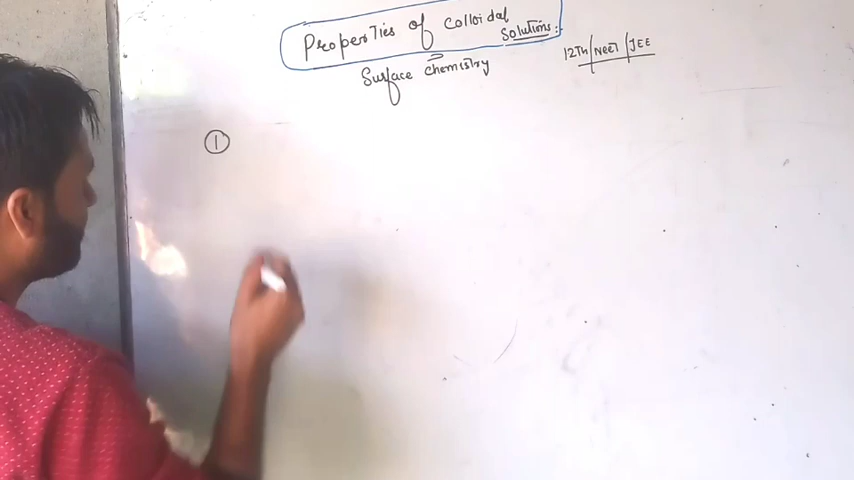 Properties of Colloidal
Solutions:
Surface chemistry
12Th|NEET|JEE
①